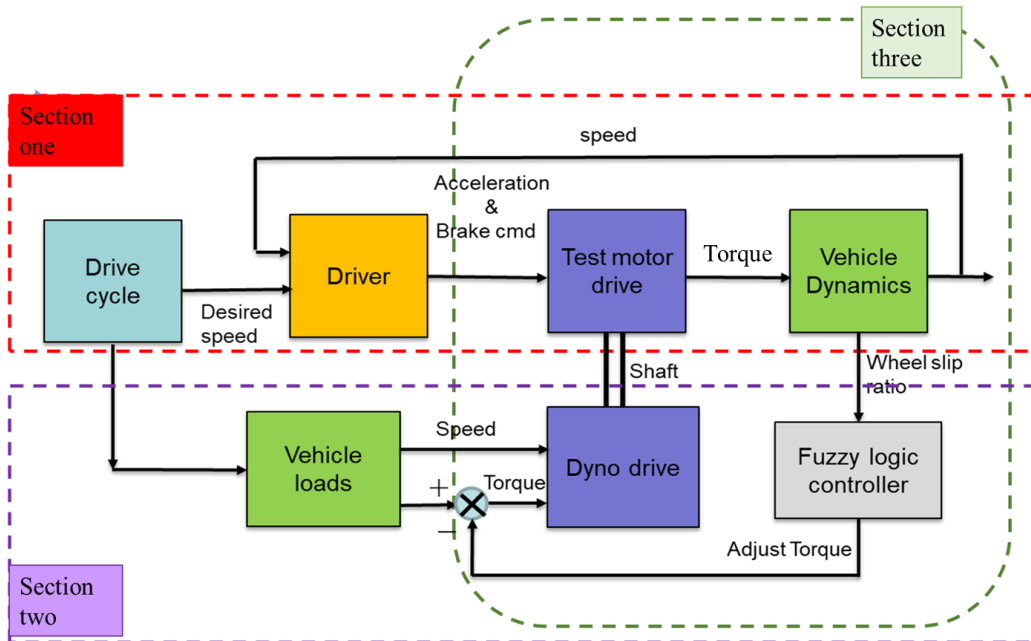 Section
three
Section
one
speed
Acceleration
&
Brake cmd
Drive
cycle
Desired
speed
Driver
Test motor
drive
Torque
Vehicle
Dynamics
Shaft
Wheel slip
ratio
Vehicle
loads
Speed
+
Torque
−
Dyno drive
Fuzzy logic
controller
Adjust Torque
Section
two